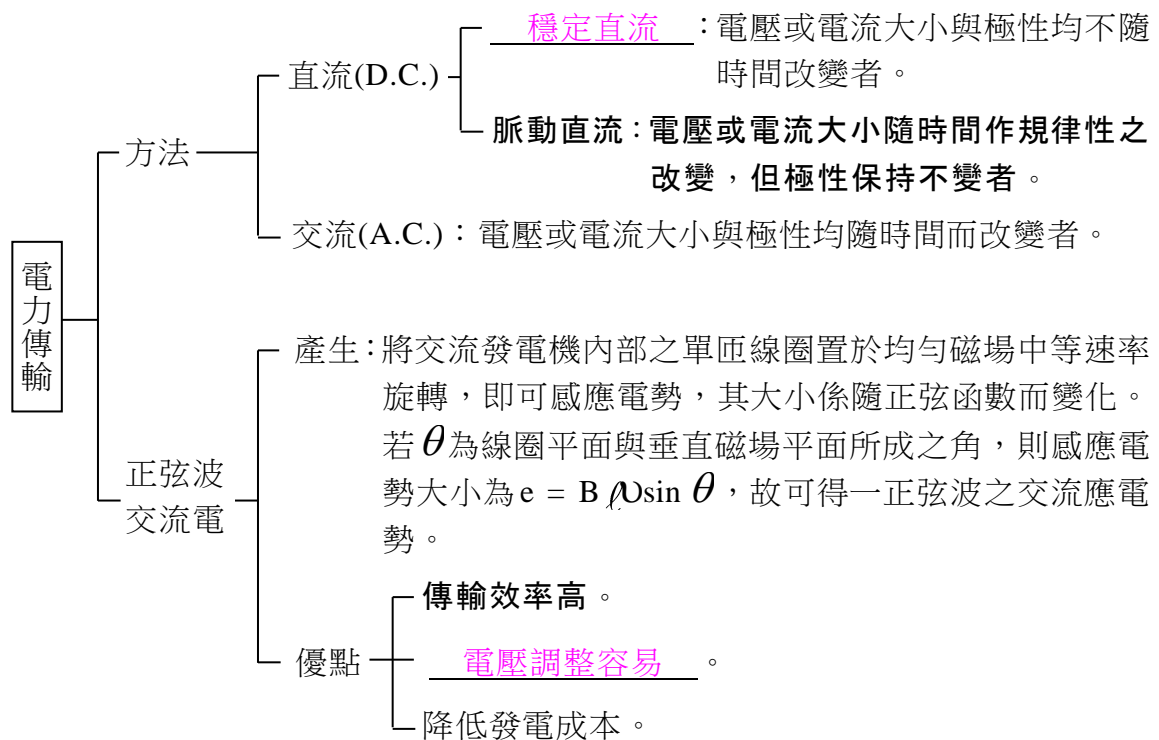 穩定直流：電壓或電流大小與極性均不隨
時間改變者。
直流(D.C.)
脈動直流：電壓或電流大小隨時間作規律性之
改變，但極性保持不變者。
方法
交流(A.C.)：電壓或電流大小與極性均隨時間而改變者。
電力傳輸
產生：將交流發電機內部之單匝線圈置於均勻磁場中等速率
旋轉，即可感應電勢，其大小係隨正弦函數而變化。
若θ為線圈平面與垂直磁場平面所成之角，則感應電
勢大小為e = Bℓυsin θ，故可得一正弦波之交流應電
勢。
正弦波
交流電
傳輸效率高。
優點
電壓調整容易。
降低發電成本。